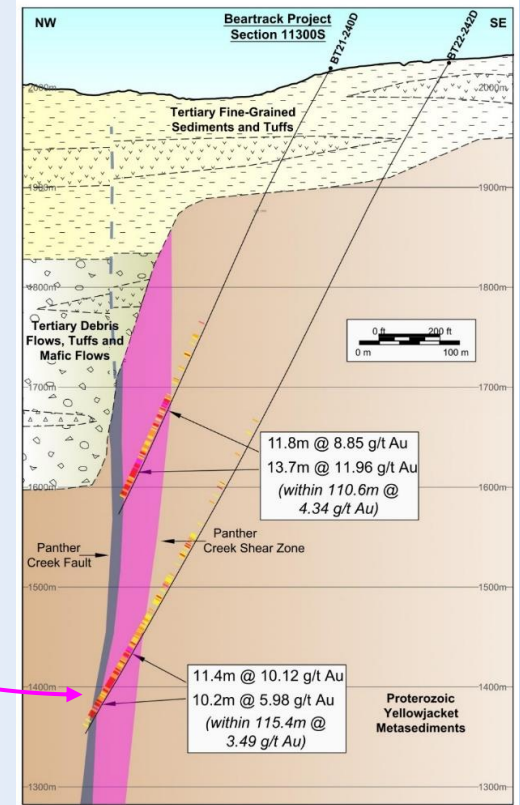 NW
Beartrack Project
Section 11300S
SE
BT21-240D
BT22-242D
2000m
2000m
Tertiary Fine-Grained
Sediments and Tuffs
1900m
1900m
1800m
1800m
Tertiary Debris
Flows, Tuffs and
Mafic Flows
0 ft
200 ft
0 m
100 m
1700m
1700m
11.8m @ 8.85 g/t Au
13.7m @ 11.96 g/t Au
(within 110.6m @
4.34 g/t Au)
1600m
1600m
Panther
Creek Fault
Panther
Creek Shear Zone
1500m
1500m
11.4m @ 10.12 g/t Au
10.2m @ 5.98 g/t Au
(within 115.4m @
3.49 g/t Au)
1400m
1400m
Proterozoic
Yellowjacket
Metasediments
1300m
1300m